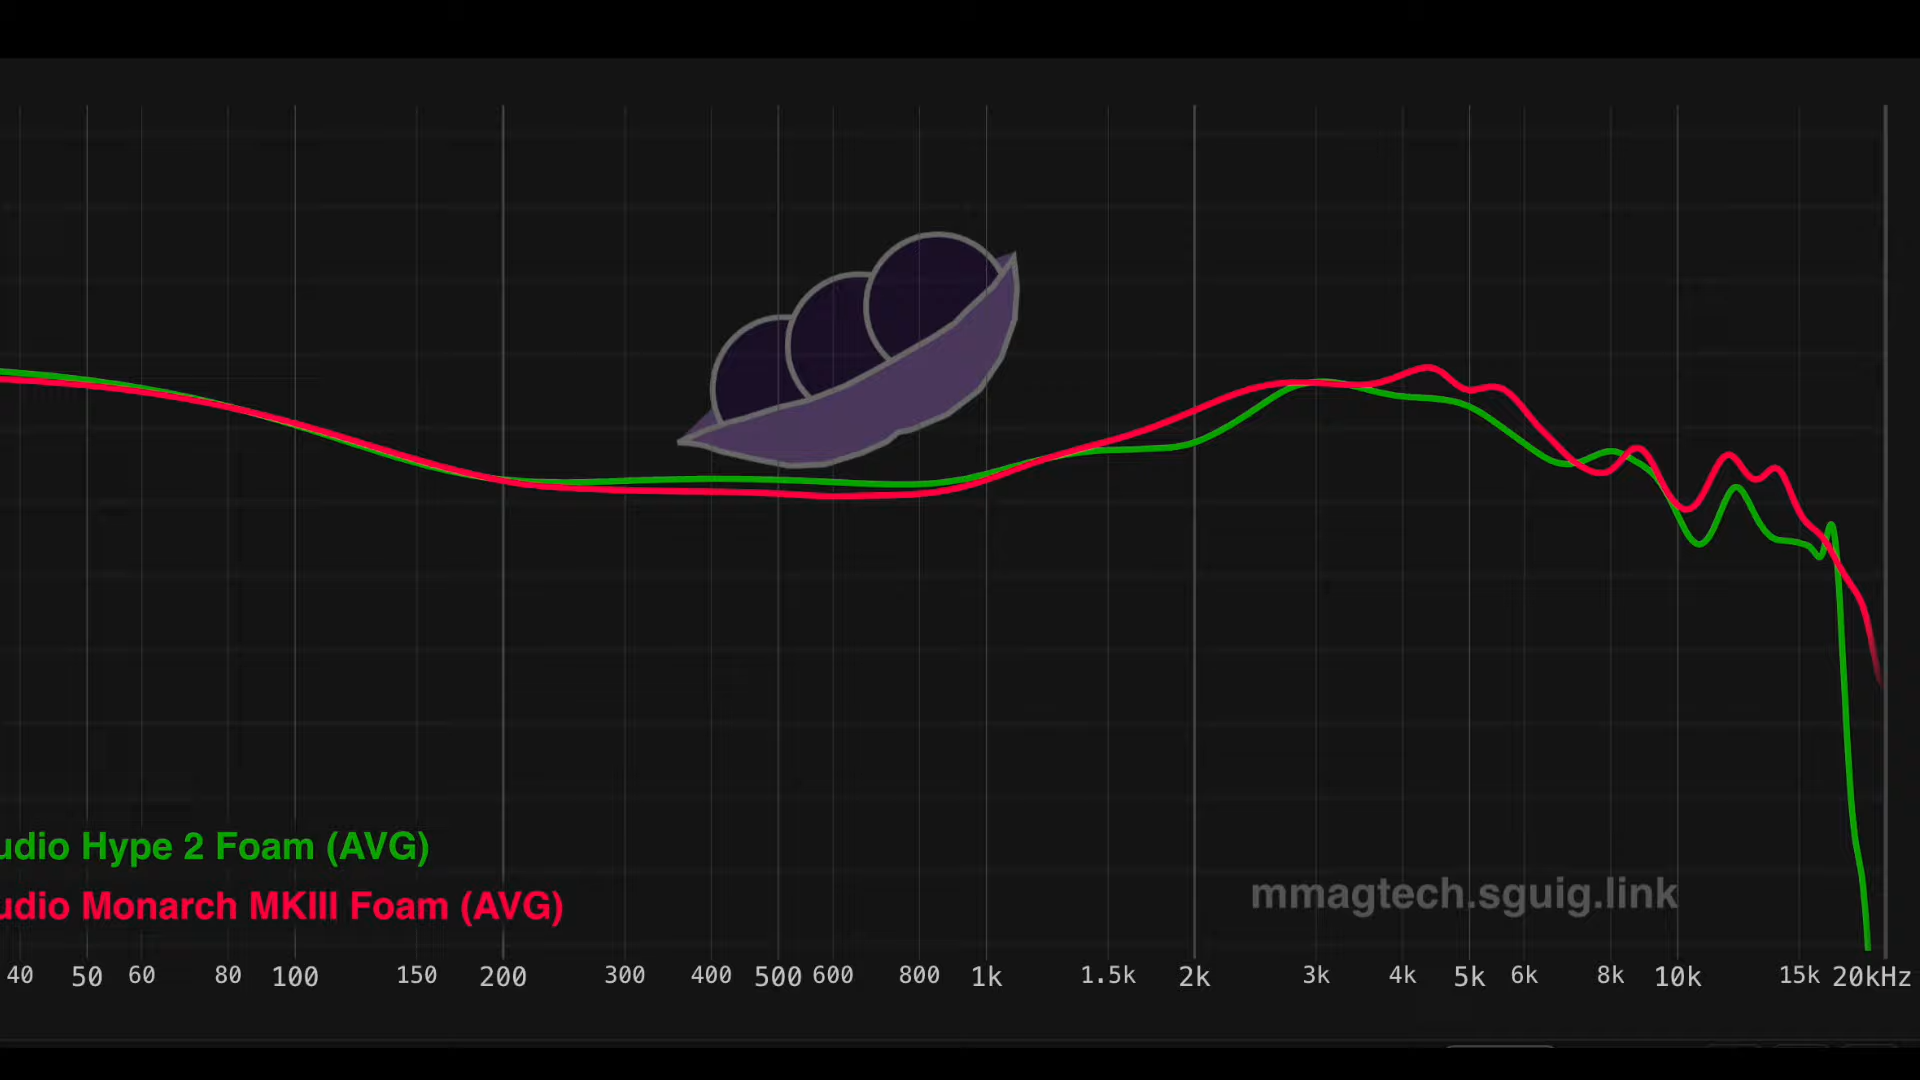 udio Hype 2 Foam (AVG)
udio Monarch MKIII Foam (AVG)
mmagtech.squig.link
40 50 60 80 100 150 200 300 400 500 600 800 1k 1.5k 2k 3k 4k 5k 6k 8k 10k 15k 20kHz